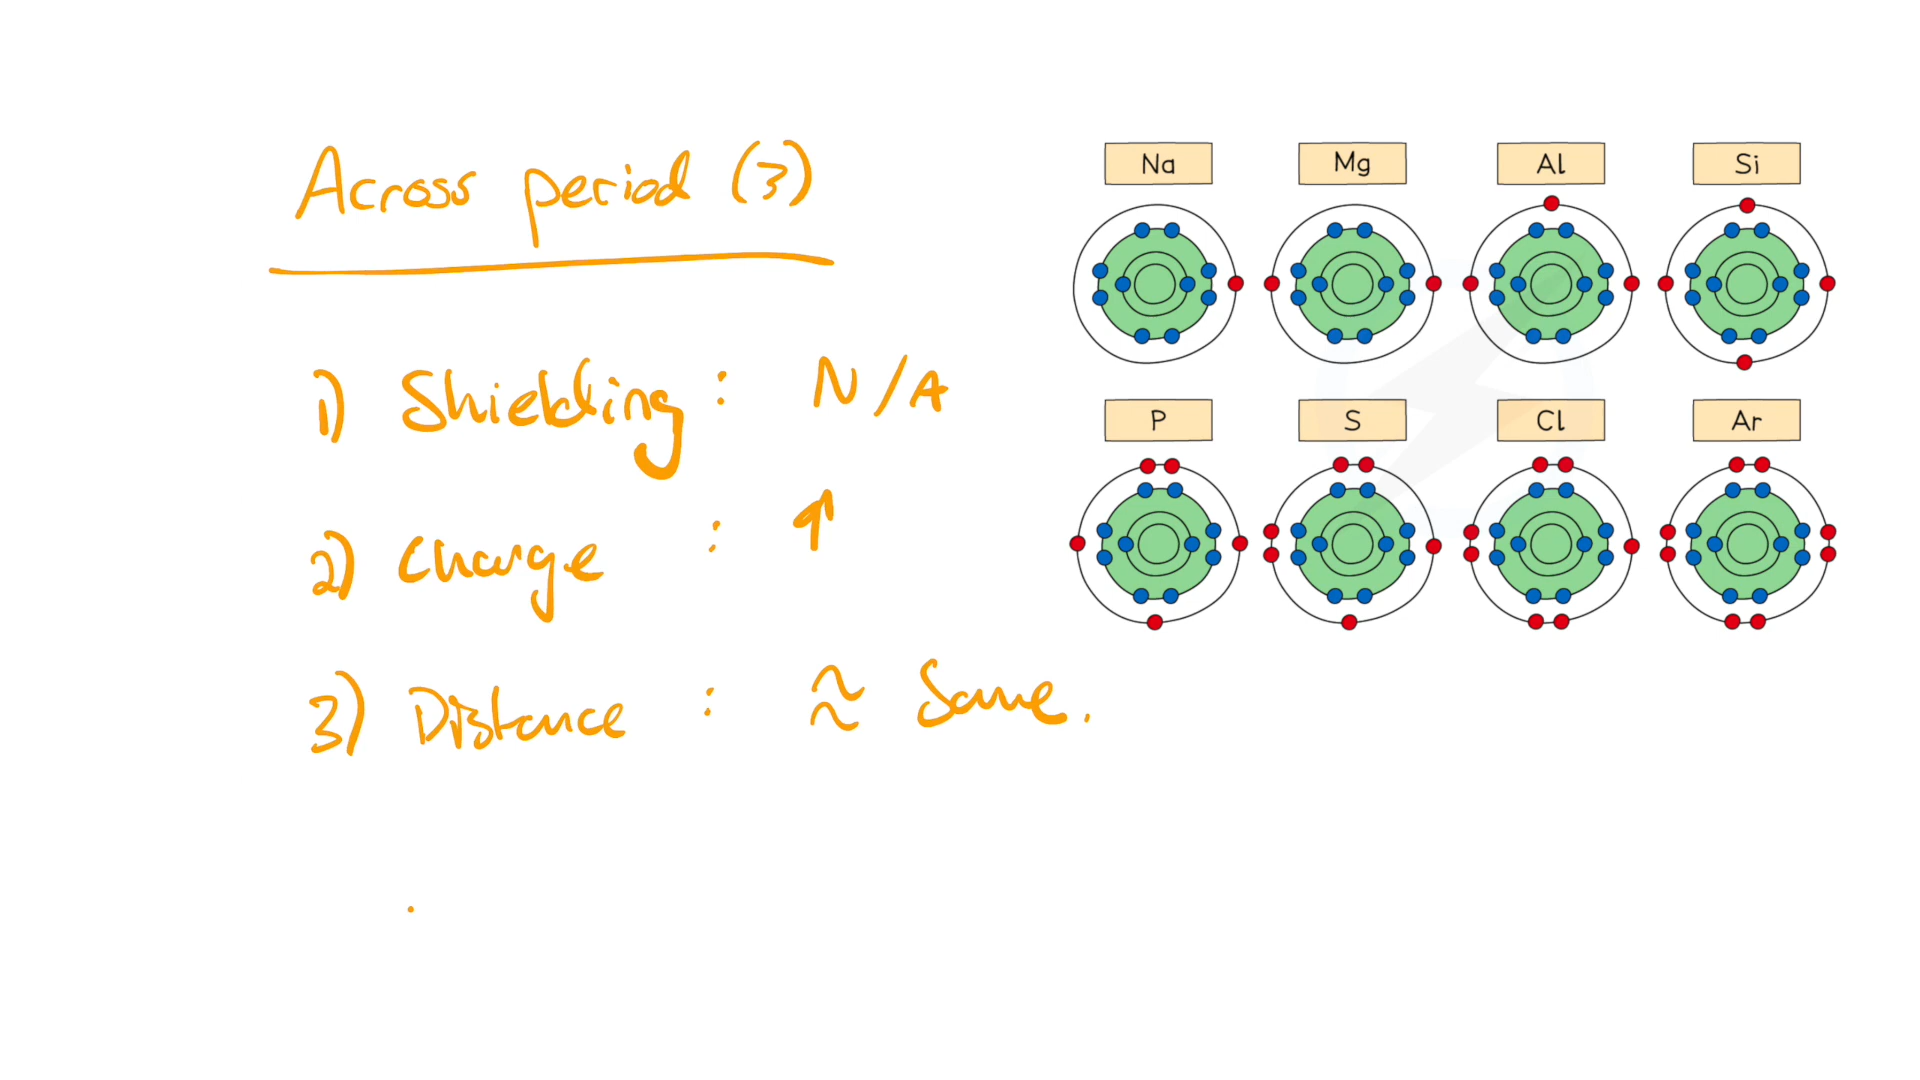 Across period (3)
1) Shielding : N/A
2) Charge : ↑
3) Distance : ≈ Same.
Na Mg Al Si
P S Cl Ar